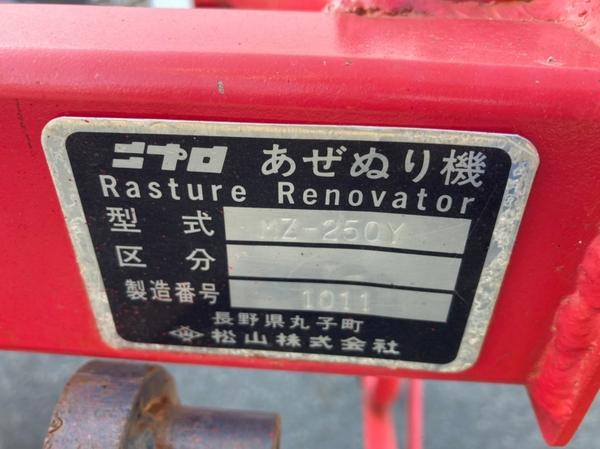 ニプロ あぜぬり機
Rasture Renovator
型式 MZ-250Y
区分
製造番号 1011
長野県丸子町
松山株式会社